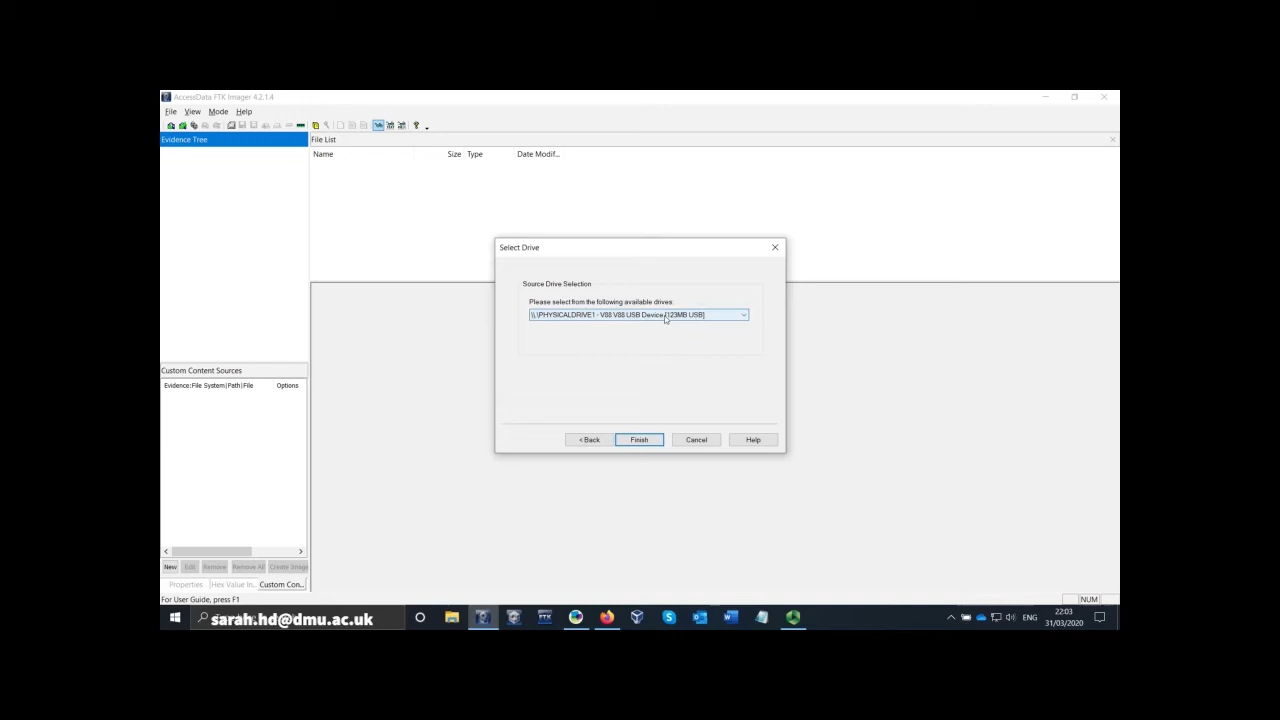 AccessData FTK Imager 4.2.1.4
File View Mode Help
Evidence Tree
File List
Name Size Type Date Modif...
Select Drive
Source Drive Selection
Please select from the following available drives:
\\.\PHYSICALDRIVE1 - V88 V88 USB Device [123MB USB]
< Back Finish Cancel Help
Custom Content Sources
Evidence:File System|Path|File Options
New Edit Remove Remove All Create Image
Properties Hex Value In... Custom Con...
For User Guide, press F1
NUM
sarah.hd@dmu.ac.uk
FTK
ENG
22:03
31/03/2020